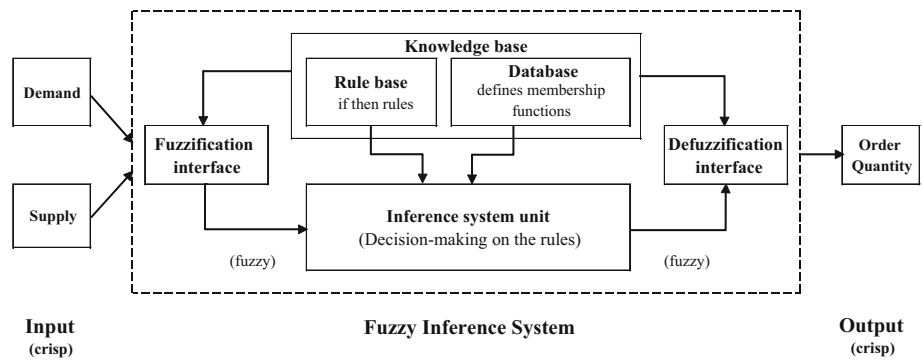 Knowledge base
Demand
Rule base
if then rules
Database
defines membership
functions
Fuzzification
interface
Defuzzification
interface
Order
Quantity
Supply
Inference system unit
(Decision-making on the rules)
(fuzzy)
(fuzzy)
Input
(crisp)
Fuzzy Inference System
Output
(crisp)